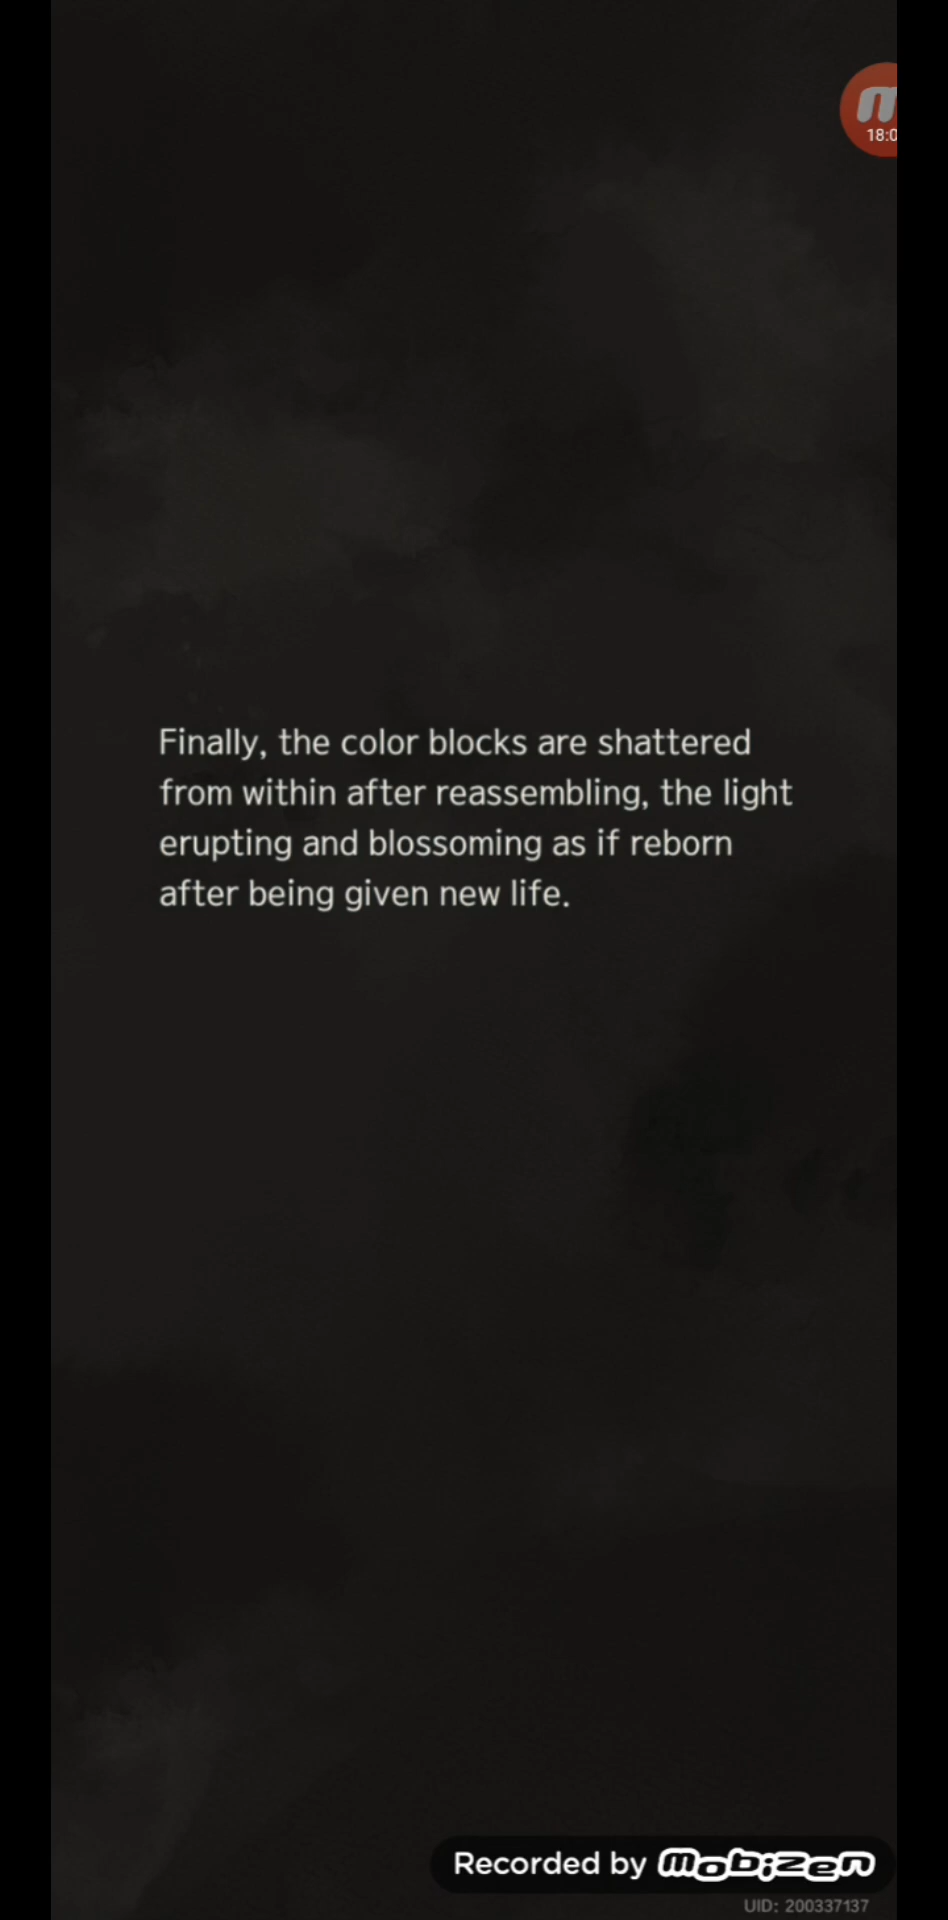 18:0
Finally, the color blocks are shattered
from within after reassembling, the light
erupting and blossoming as if reborn
after being given new life.
Recorded by mobizen
UID: 200337137